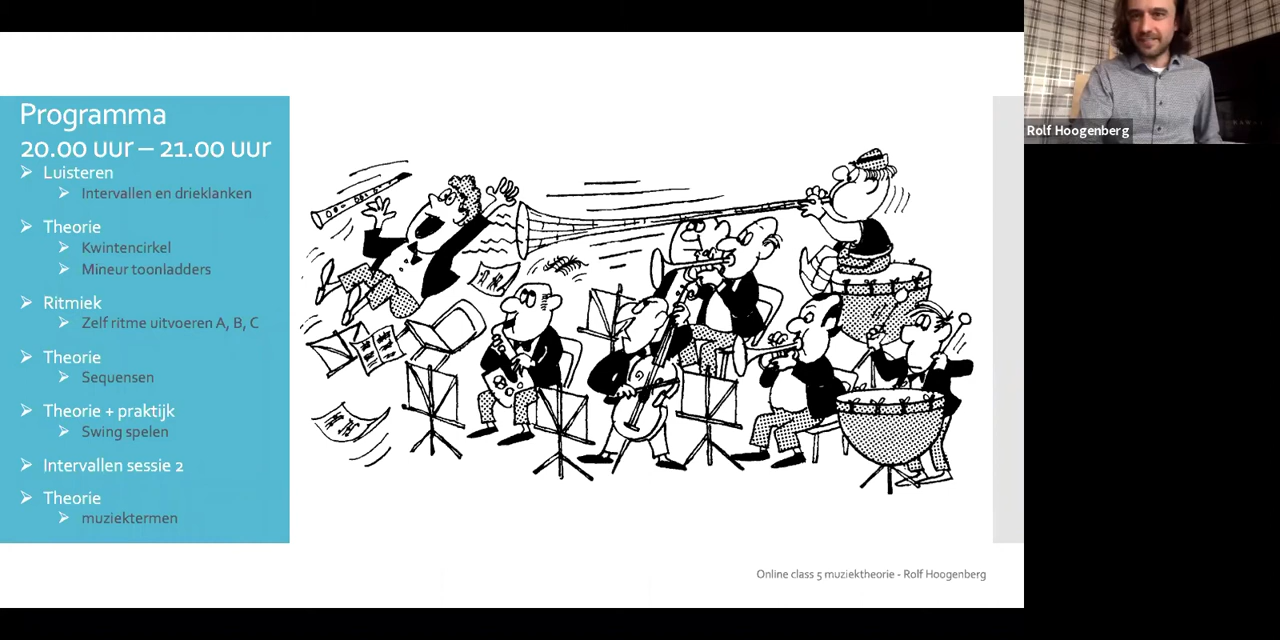 Programma
20.00 uur – 21.00 uur
Luisteren
Intervallen en drieklanken
Theorie
Kwintencirkel
Mineur toonladders
Ritmiek
Zelf ritme uitvoeren A, B, C
Theorie
Sequensen
Theorie + praktijk
Swing spelen
Intervallen sessie 2
Theorie
muziektermen
Online class 5 muziektheorie - Rolf Hoogenberg
Rolf Hoogenberg